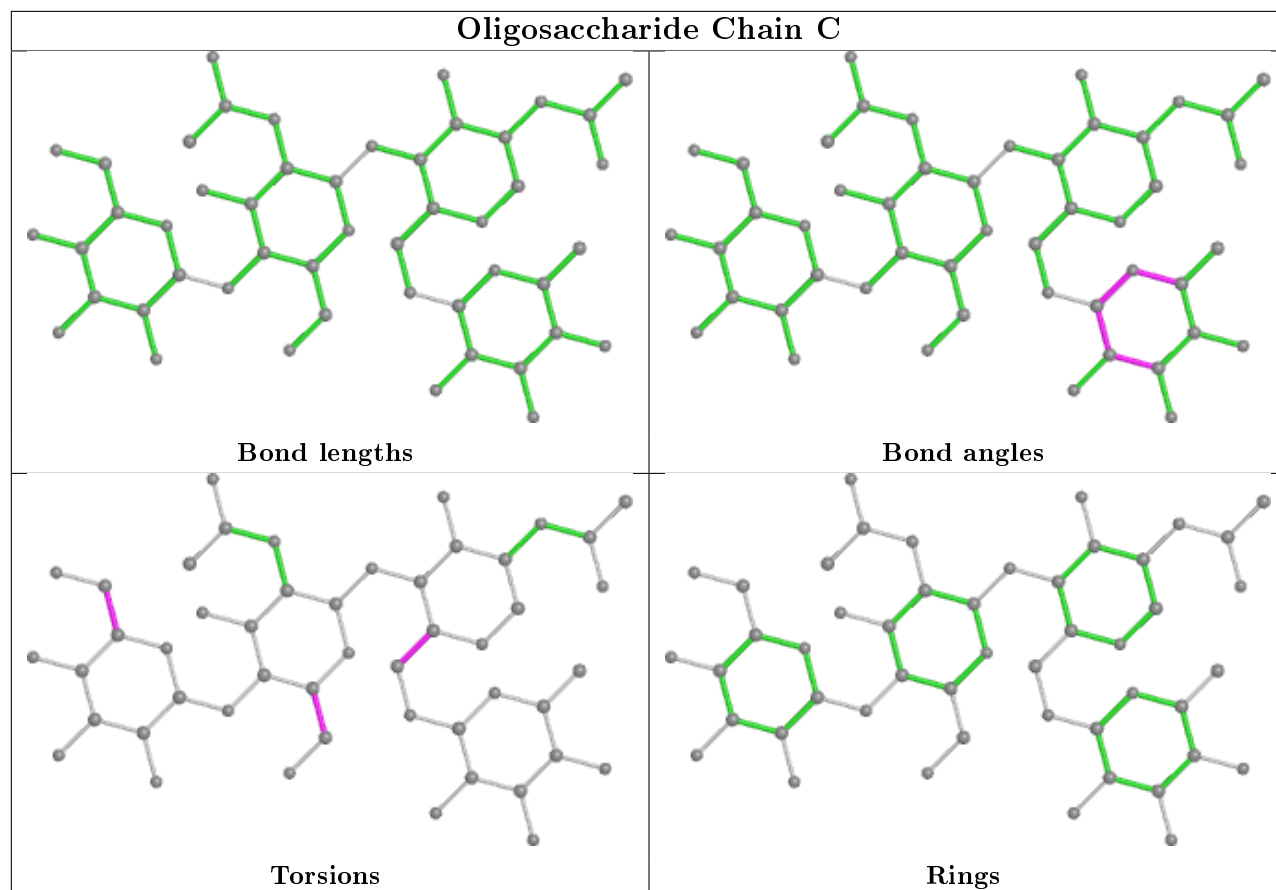 Oligosaccharide Chain C
Bond lengths
Bond angles
Torsions
Rings